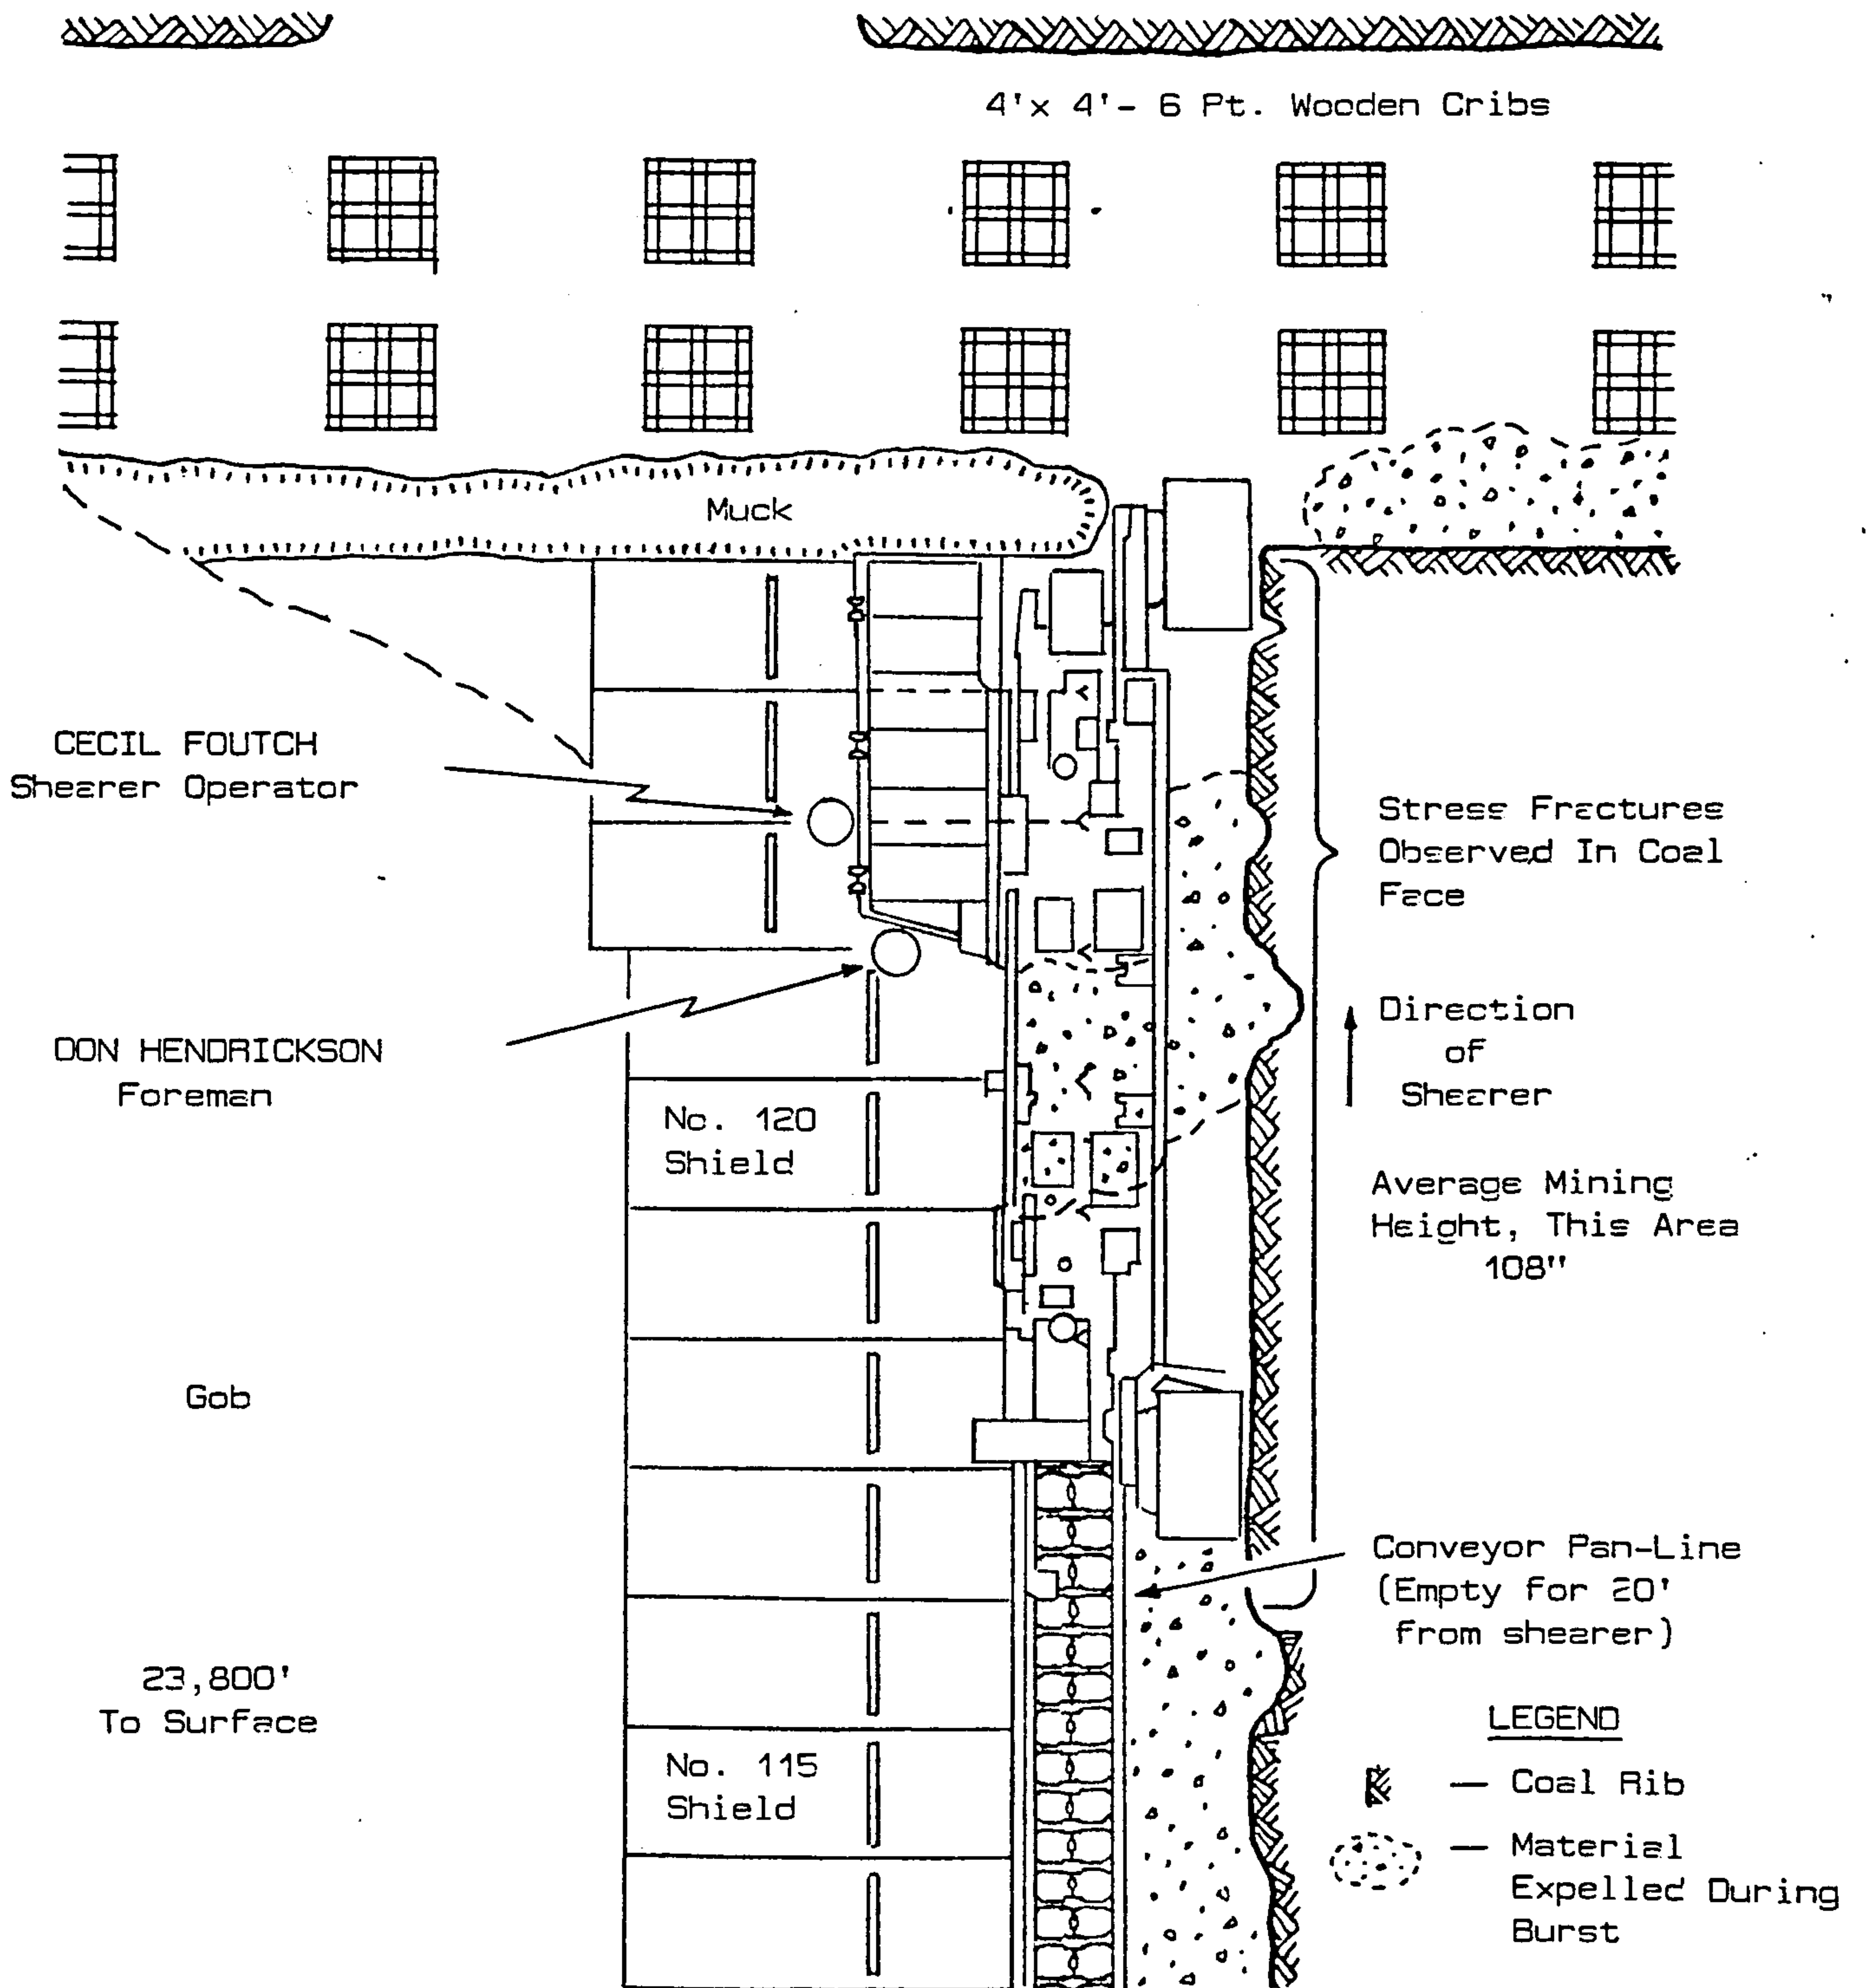 4'x 4'- 6 Pt. Wooden Cribs
Muck
CECIL FOUTCH
Shearer Operator
Stress Fractures
Observed In Coal
Face
DON HENDRICKSON
Foreman
Direction
of
Shearer
No. 120
Shield
Average Mining
Height, This Area
108"
Gob
Conveyor Pan-Line
(Empty for 20'
from shearer)
23,800'
To Surface
No. 115
Shield
LEGEND
— Coal Rib
— Material
Expelled During
Burst